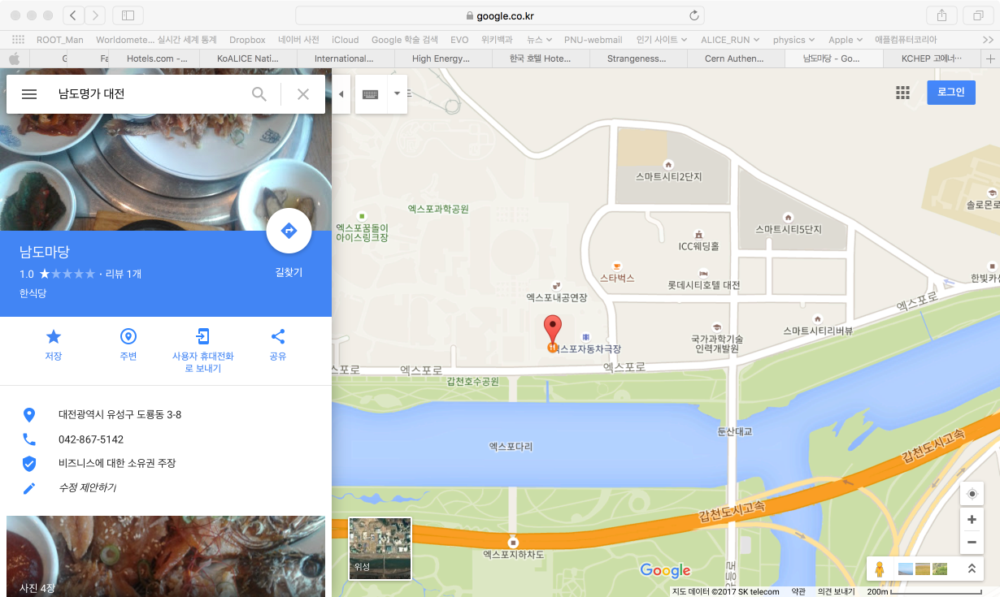 google.co.kr
ROOT_Man
Worldomete... 실시간 세계 통계
Dropbox
네이버 사전
iCloud
Google 학술 검색
EVO
위키백과
뉴스
PNU-webmail
인기 사이트
ALICE_RUN
physics
Apple
애플컴퓨터코리아
Hotels.com -...
KoALICE Nati...
International...
High Energy...
한국 호텔 Hote...
Strangeness...
Cern Authen...
남도마당 - Go...
KCHEP 고에너...
남도명가 대전
로그인
남도마당
1.0
· 리뷰 1개
한식당
길찾기
저장
주변
사용자 휴대전화
로 보내기
공유
대전광역시 유성구 도룡동 3-8
042-867-5142
비즈니스에 대한 소유권 주장
수정 제안하기
사진 4장
스마트시티2단지
솔로몬로
엑스포과학공원
엑스포꿈돌이
아이스링크장
스마트시티5단지
ICC웨딩홀
스타벅스
롯데시티호텔 대전
한빛카
엑스포내공연장
엑스포로
스마트시티리버뷰
국가과학기술
인력개발원
엑스포자동차극장
엑스포로
엑스포로
갑천호수공원
둔산대교
엑스포다리
갑천도시고속
갑천도시고속
엑스포지하차도
위성
Google
지도 데이터 ©2017 SK telecom
약관
의견 보내기
200m